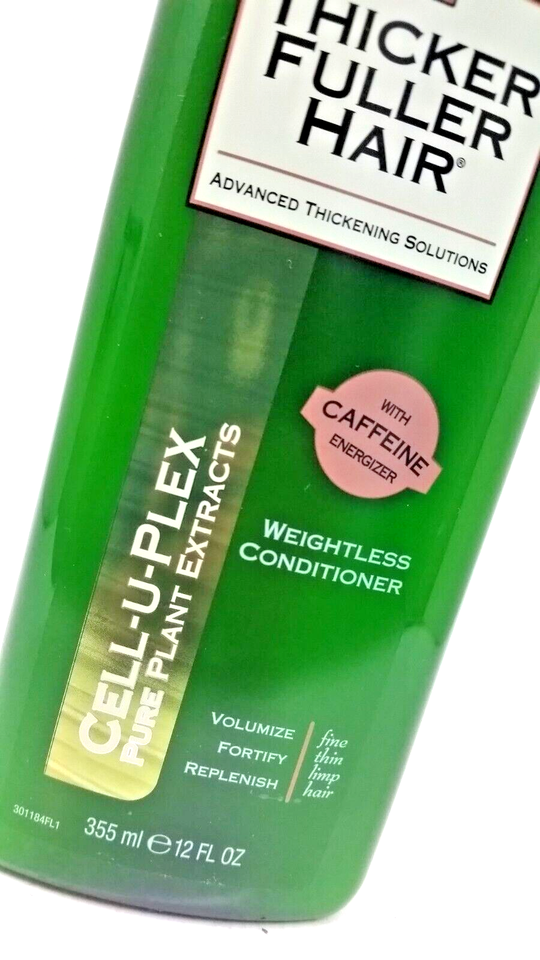 THICKER
FULLER
HAIR®
ADVANCED THICKENING SOLUTIONS
WITH
CAFFEINE
ENERGIZER
CELL-U-PLEX
PURE PLANT EXTRACTS
WEIGHTLESS
CONDITIONER
VOLUMIZE
FORTIFY
REPLENISH
fine
thin
limp
hair
301184FL1
355 ml ℮ 12 FL OZ